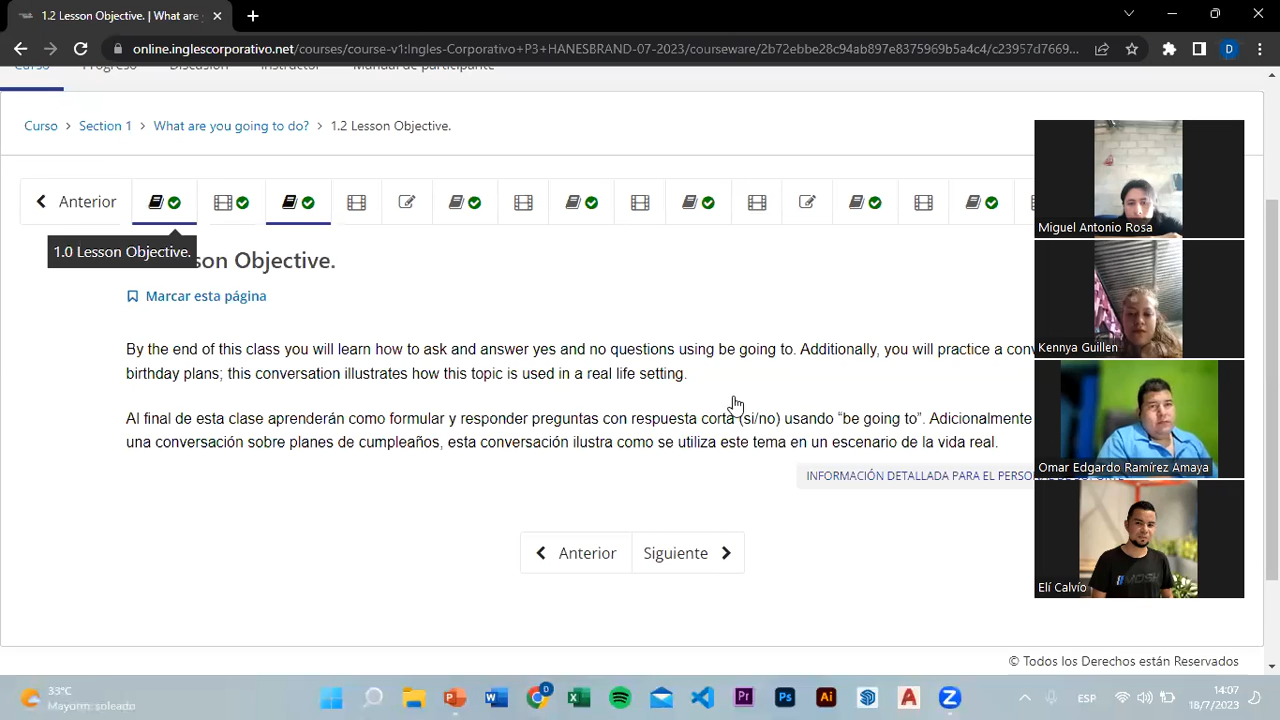 1.2 Lesson Objective. | What are
online.inglescorporativo.net/courses/course-v1:Ingles-Corporativo+P3+HANESBRAND-07-2023/courseware/2b72ebbe28c94ab897e8375969b5a4c4/c23957d7669...
D
Curso Progreso Discusión Instructor Manual de participante
Curso > Section 1 > What are you going to do? > 1.2 Lesson Objective.
Anterior
1.0 Lesson Objective.
son Objective.
Marcar esta página
By the end of this class you will learn how to ask and answer yes and no questions using be going to. Additionally, you will practice a conv
birthday plans; this conversation illustrates how this topic is used in a real life setting.
Al final de esta clase aprenderán como formular y responder preguntas con respuesta corta (si/no) usando “be going to”. Adicionalmente
una conversación sobre planes de cumpleaños, esta conversación ilustra como se utiliza este tema en un escenario de la vida real.
INFORMACIÓN DETALLADA PARA EL PERSON
Anterior
Siguiente
Miguel Antonio Rosa
Kennya Guillen
Omar Edgardo Ramírez Amaya
Elí Calvío
© Todos los Derechos están Reservados
33°C
Mayorm. soleado
ESP
14:07
18/7/2023